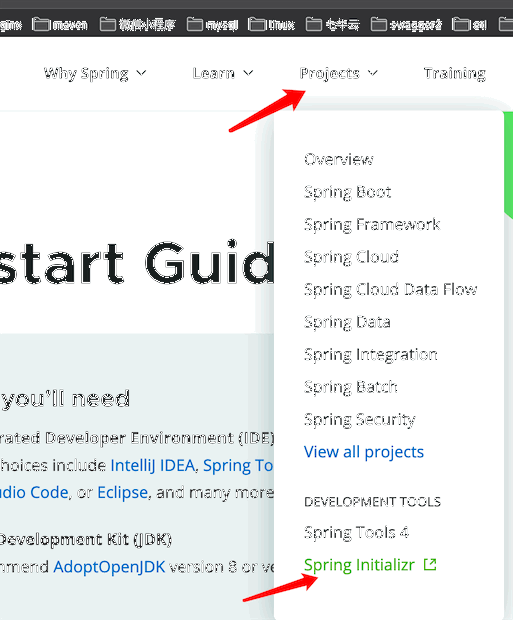 maven
微信小程序
mysql
linux
七牛云
swagger2
Why Spring
Learn
Projects
Training
Overview
Spring Boot
Spring Framework
Spring Cloud
Spring Cloud Data Flow
Spring Data
Spring Integration
Spring Batch
Spring Security
View all projects
DEVELOPMENT TOOLS
Spring Tools 4
Spring Initializr
start Guid
you'll need
rated Developer Environment (IDE)
hoices include IntelliJ IDEA, Spring To
udio Code, or Eclipse, and many more
Development Kit (JDK)
mmend AdoptOpenJDK version 8 or ve